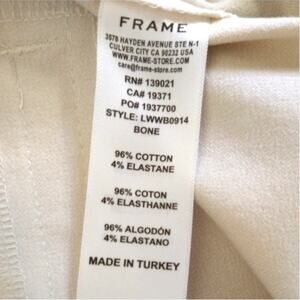 FRAME
3578 HAYDEN AVENUE STE N-1
CULVER CITY CA 90232 USA
WWW.FRAME-STORE.COM
care@frame-store.com
RN# 139021
CA# 19371
PO# 1937700
STYLE: LWWB0914
BONE
96% COTTON
4% ELASTANE
96% COTON
4% ELASTHANNE
96% ALGODÓN
4% ELASTANO
MADE IN TURKEY